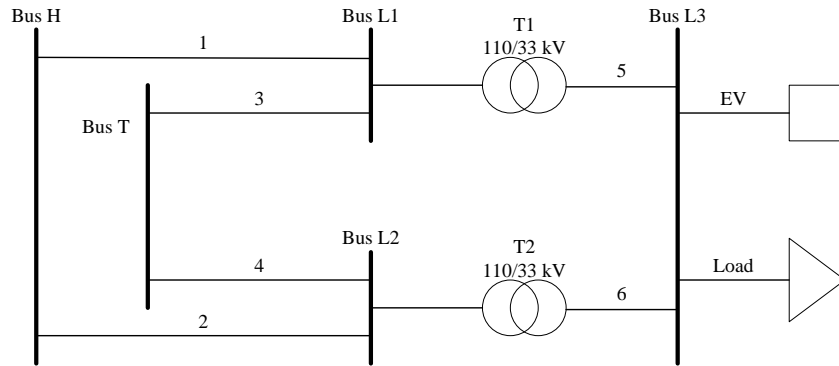 Bus H
Bus L1
T1
110/33 kV
Bus L3
1
5
3
EV
Bus T
Bus L2
T2
110/33 kV
4
Load
6
2